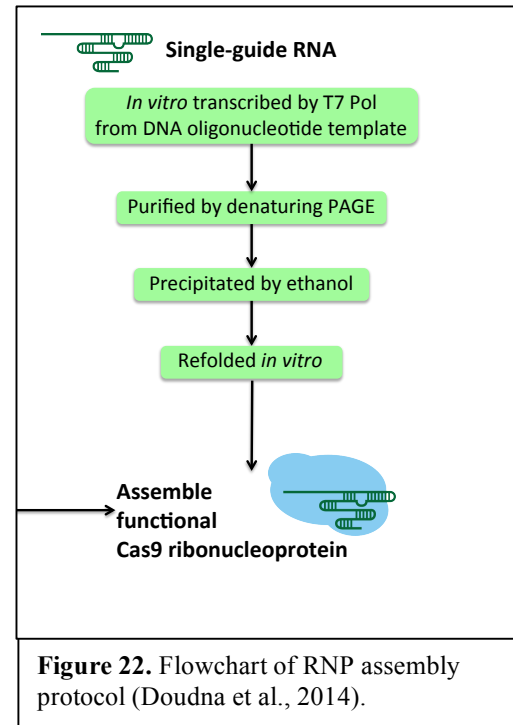 Single-guide RNA
In vitro transcribed by T7 Pol
from DNA oligonucleotide template
Purified by denaturing PAGE
Precipitated by ethanol
Refolded in vitro
Assemble
functional
Cas9 ribonucleoprotein
Figure 22. Flowchart of RNP assembly
protocol (Doudna et al., 2014).